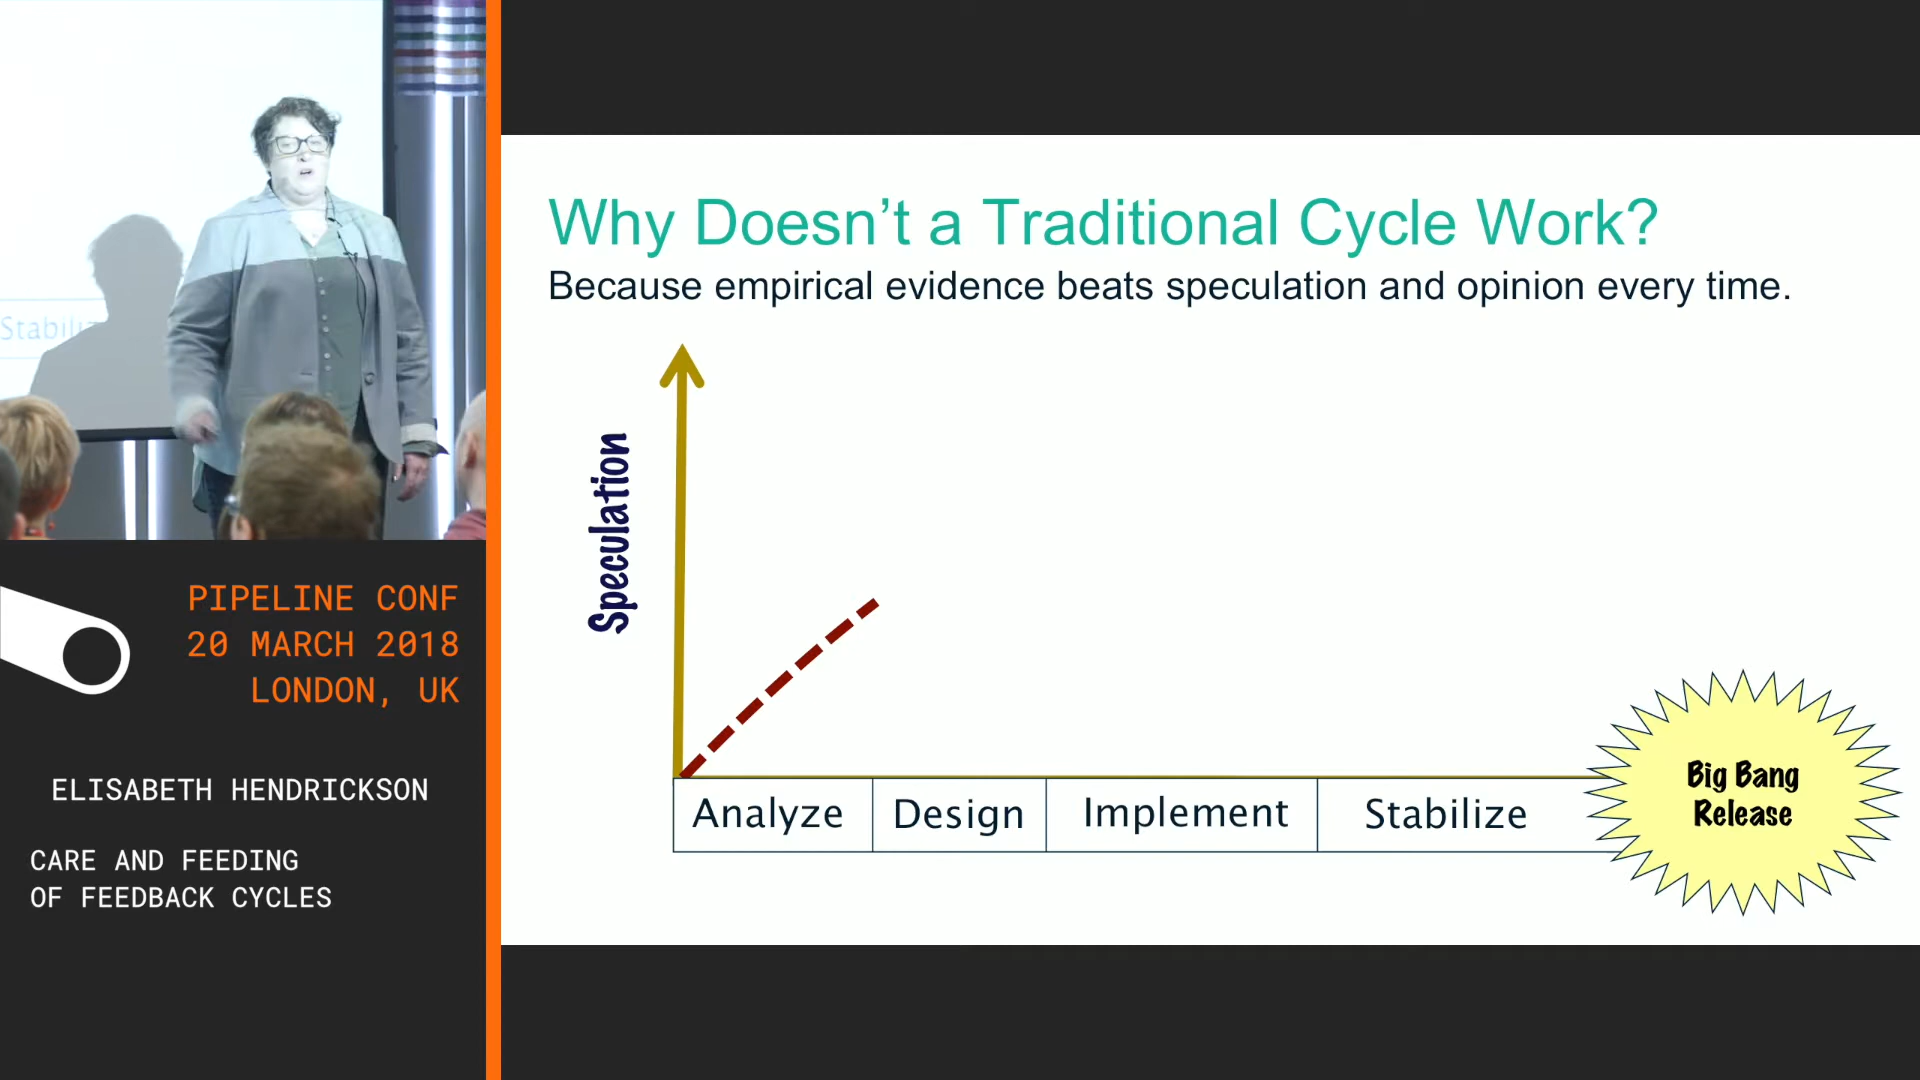 Stabili
PIPELINE CONF
20 MARCH 2018
LONDON, UK
ELISABETH HENDRICKSON
CARE AND FEEDING
OF FEEDBACK CYCLES
Why Doesn’t a Traditional Cycle Work?
Because empirical evidence beats speculation and opinion every time.
Speculation
Analyze
Design
Implement
Stabilize
Big Bang
Release